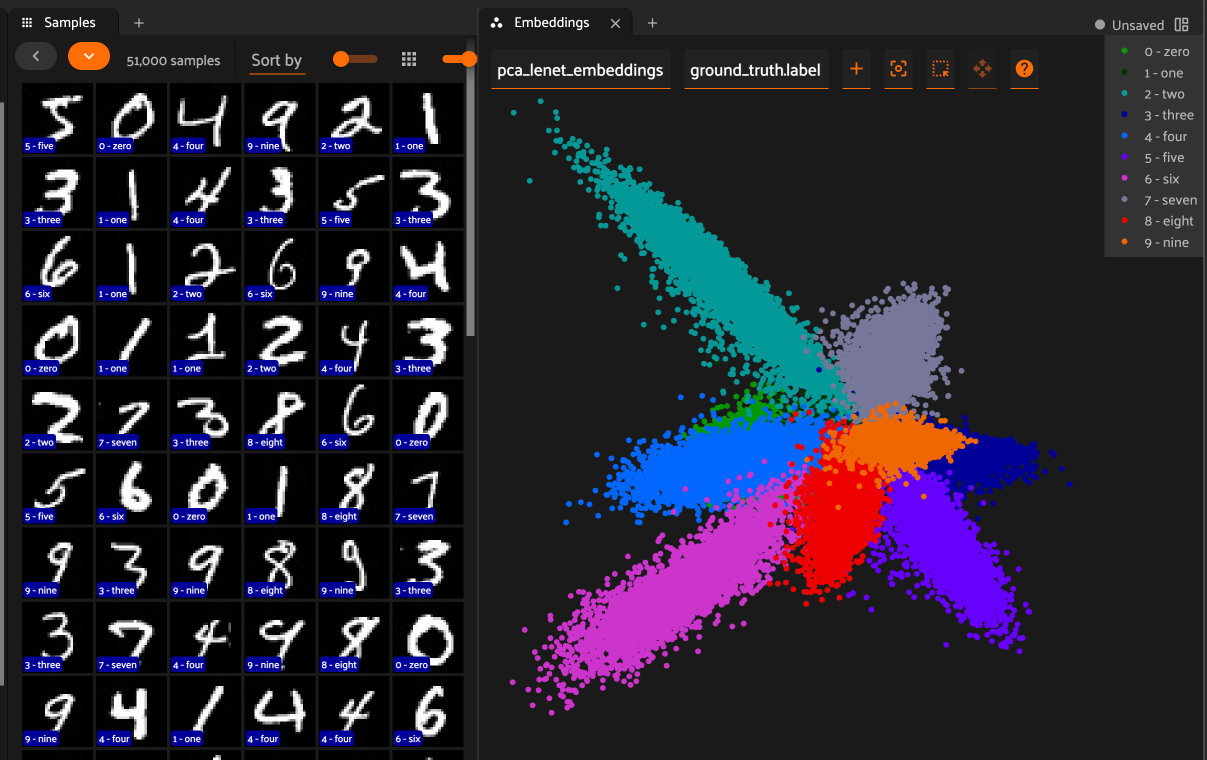 Samples
51,000 samples
Sort by
5 - five
0 - zero
4 - four
9 - nine
2 - two
1 - one
3 - three
1 - one
4 - four
3 - three
5 - five
3 - three
6 - six
1 - one
2 - two
6 - six
9 - nine
4 - four
0 - zero
1 - one
1 - one
2 - two
4 - four
3 - three
2 - two
7 - seven
3 - three
8 - eight
6 - six
0 - zero
5 - five
6 - six
0 - zero
1 - one
8 - eight
7 - seven
9 - nine
3 - three
9 - nine
8 - eight
9 - nine
3 - three
3 - three
7 - seven
4 - four
9 - nine
8 - eight
0 - zero
9 - nine
4 - four
1 - one
4 - four
4 - four
6 - six
Embeddings
Unsaved
pca_lenet_embeddings
ground_truth.label
?
0 - zero
1 - one
2 - two
3 - three
4 - four
5 - five
6 - six
7 - seven
8 - eight
9 - nine